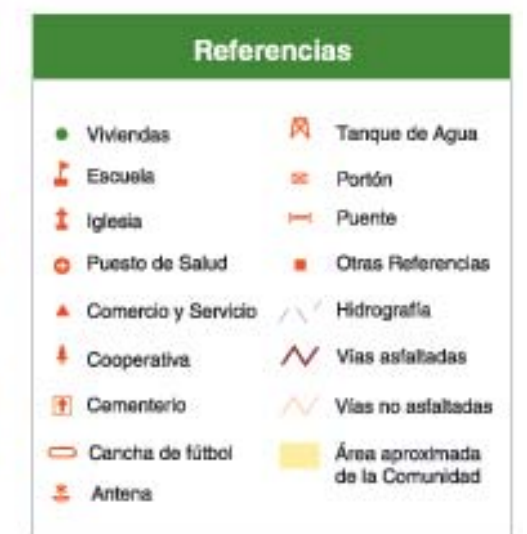 Referencias
Viviendas
Escuela
Iglesia
Puesto de Salud
Comercio y Servicio
Cooperativa
Cementerio
Cancha de fútbol
Antena
Tanque de Agua
Portón
Puente
Otras Referencias
Hidrografía
Vías asfaltadas
Vías no asfaltadas
Área aproximada
de la Comunidad